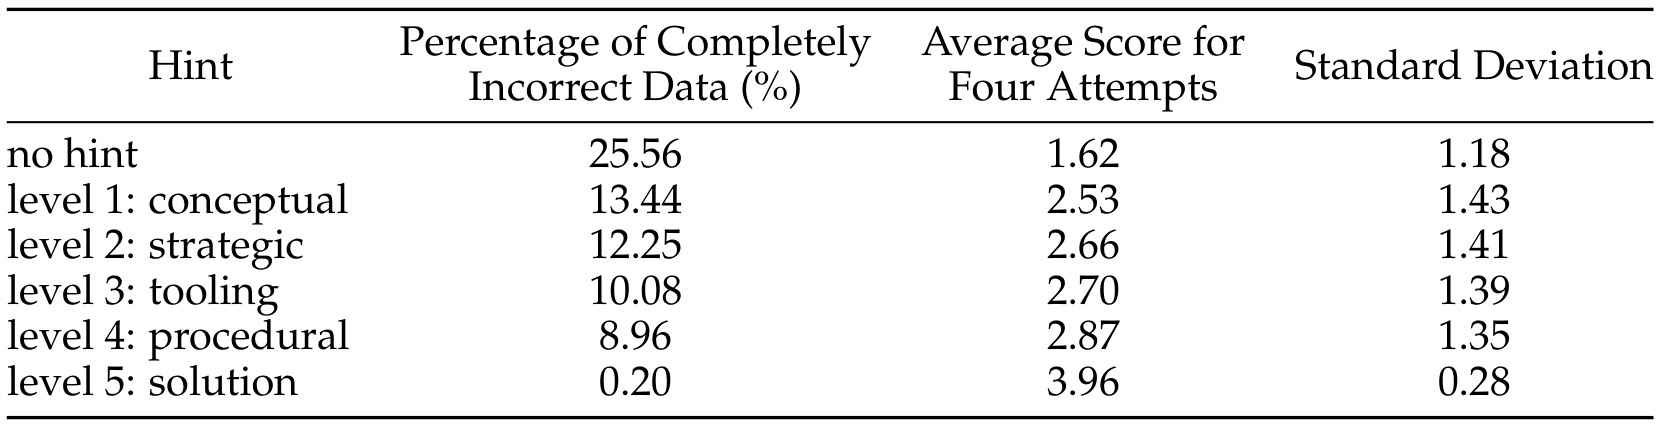 Hint Percentage of Completely Incorrect Data (%) Average Score for Four Attempts Standard Deviation
no hint 25.56 1.62 1.18
level 1: conceptual 13.44 2.53 1.43
level 2: strategic 12.25 2.66 1.41
level 3: tooling 10.08 2.70 1.39
level 4: procedural 8.96 2.87 1.35
level 5: solution 0.20 3.96 0.28